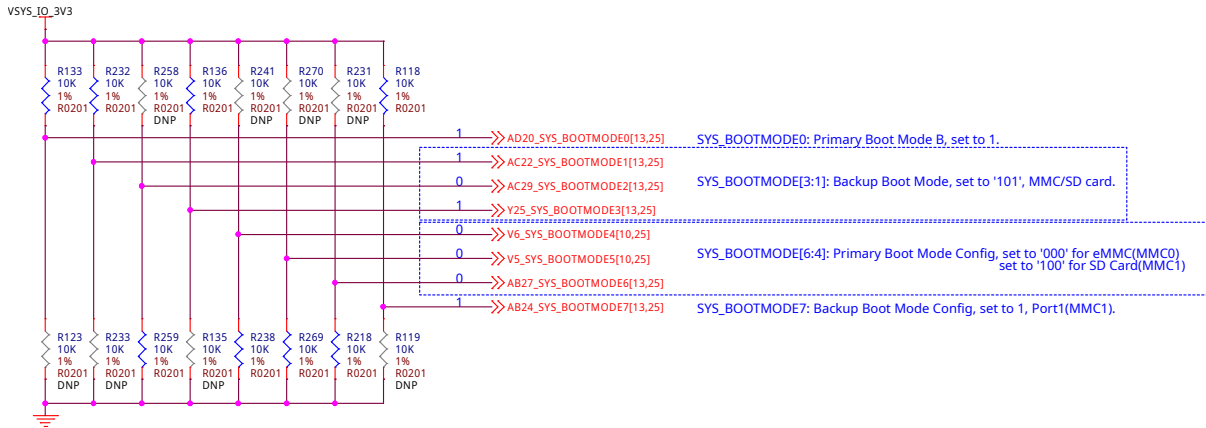 VSYS_IO_3V3
R133
10K
1%
R0201
R232
10K
1%
R0201
R258
10K
1%
R0201
DNP
R136
10K
1%
R0201
R241
10K
1%
R0201
DNP
R270
10K
1%
R0201
DNP
R231
10K
1%
R0201
DNP
R118
10K
1%
R0201
1
AD20_SYS_BOOTMODE0[13,25]
SYS_BOOTMODE0: Primary Boot Mode B, set to 1.
1
AC22_SYS_BOOTMODE1[13,25]
0
AC29_SYS_BOOTMODE2[13,25]
SYS_BOOTMODE[3:1]: Backup Boot Mode, set to '101', MMC/SD card.
1
Y25_SYS_BOOTMODE3[13,25]
0
V6_SYS_BOOTMODE4[10,25]
0
V5_SYS_BOOTMODE5[10,25]
SYS_BOOTMODE[6:4]: Primary Boot Mode Config, set to '000' for eMMC(MMC0)
set to '100' for SD Card(MMC1)
0
AB27_SYS_BOOTMODE6[13,25]
1
AB24_SYS_BOOTMODE7[13,25]
SYS_BOOTMODE7: Backup Boot Mode Config, set to 1, Port1(MMC1).
R123
10K
1%
R0201
DNP
R233
10K
1%
R0201
DNP
R259
10K
1%
R0201
R135
10K
1%
R0201
DNP
R238
10K
1%
R0201
R269
10K
1%
R0201
R218
10K
1%
R0201
R119
10K
1%
R0201
DNP